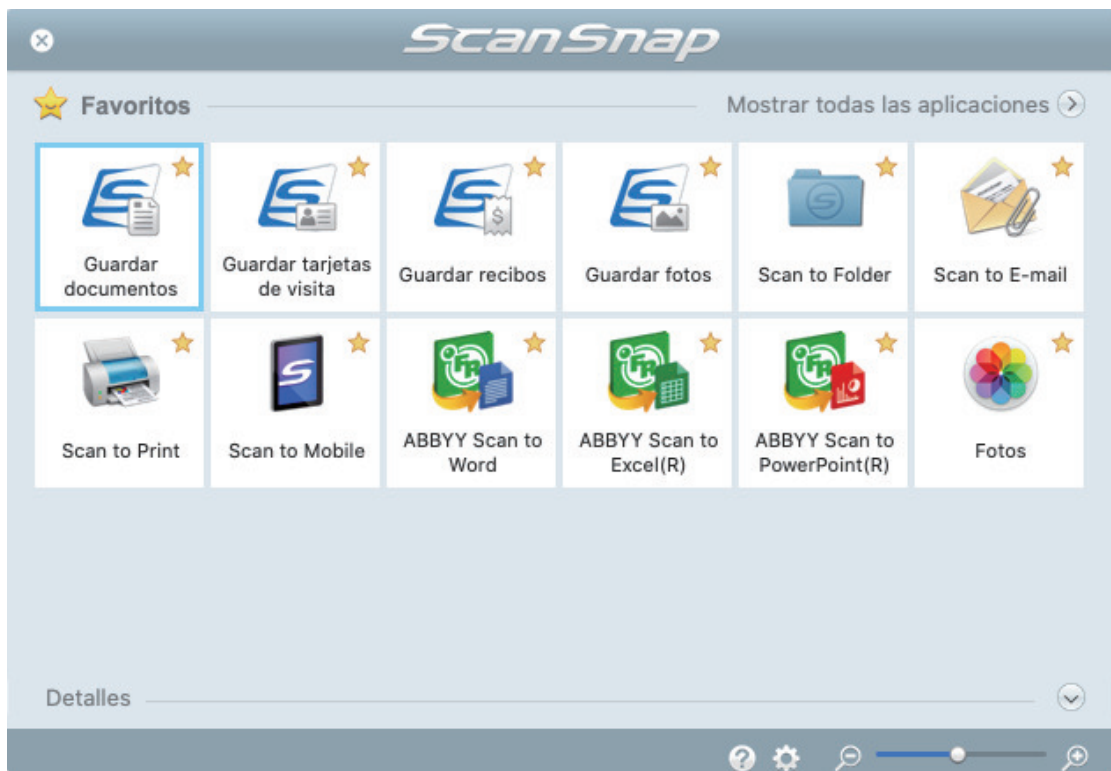 ScanSnap
Favoritos
Mostrar todas las aplicaciones
Guardar
documentos
Guardar tarjetas
de visita
Guardar recibos
Guardar fotos
Scan to Folder
Scan to E-mail
Scan to Print
Scan to Mobile
ABBYY Scan to
Word
ABBYY Scan to
Excel(R)
ABBYY Scan to
PowerPoint(R)
Fotos
Detalles